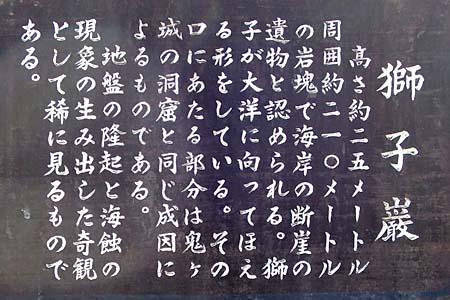 獅子巌
高さ約二五メートル
周囲約二一〇メートル
の岩塊で海岸の断崖の
遺物と認められる。獅
子が大洋に向ってほえ
る形をしている。その
口にあたる部分は鬼ヶ
城の洞窟と同じ成因に
よるものである。
地盤の隆起と海蝕の
現象の生み出した奇観
として稀に見るもので
ある。